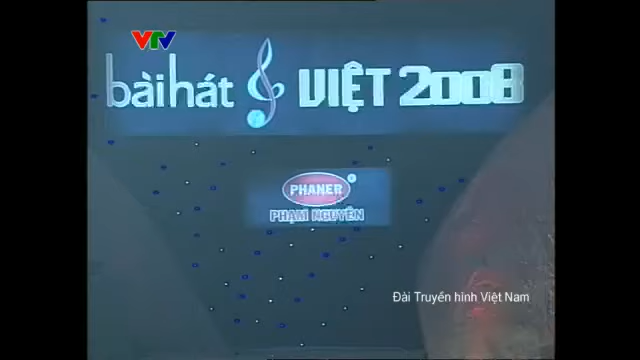 VTV
bài hát VIỆT 2008
PHANER
PHẠM NGUYÊN
Đài Truyền hình Việt Nam